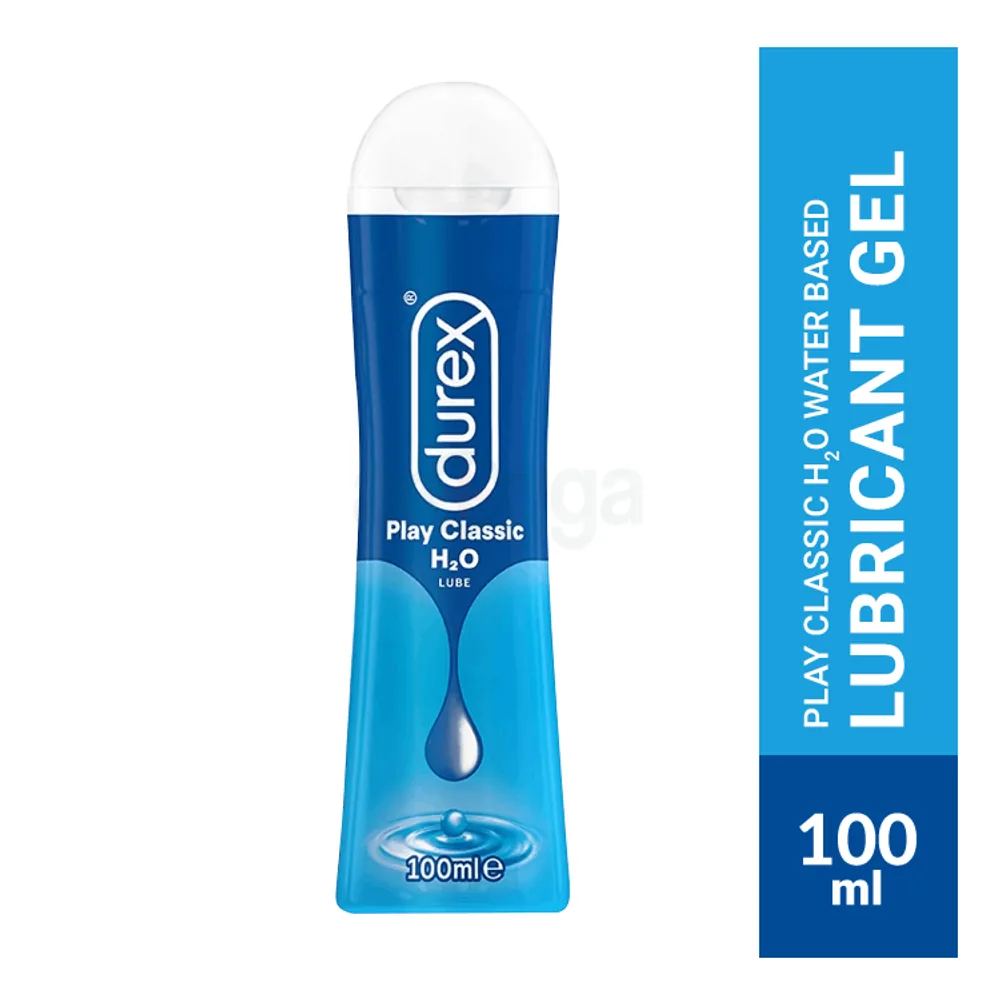 durex®
Play Classic
H₂O
LUBE
100ml℮
PLAY CLASSIC H₂O WATER BASED
LUBRICANT GEL
100
ml